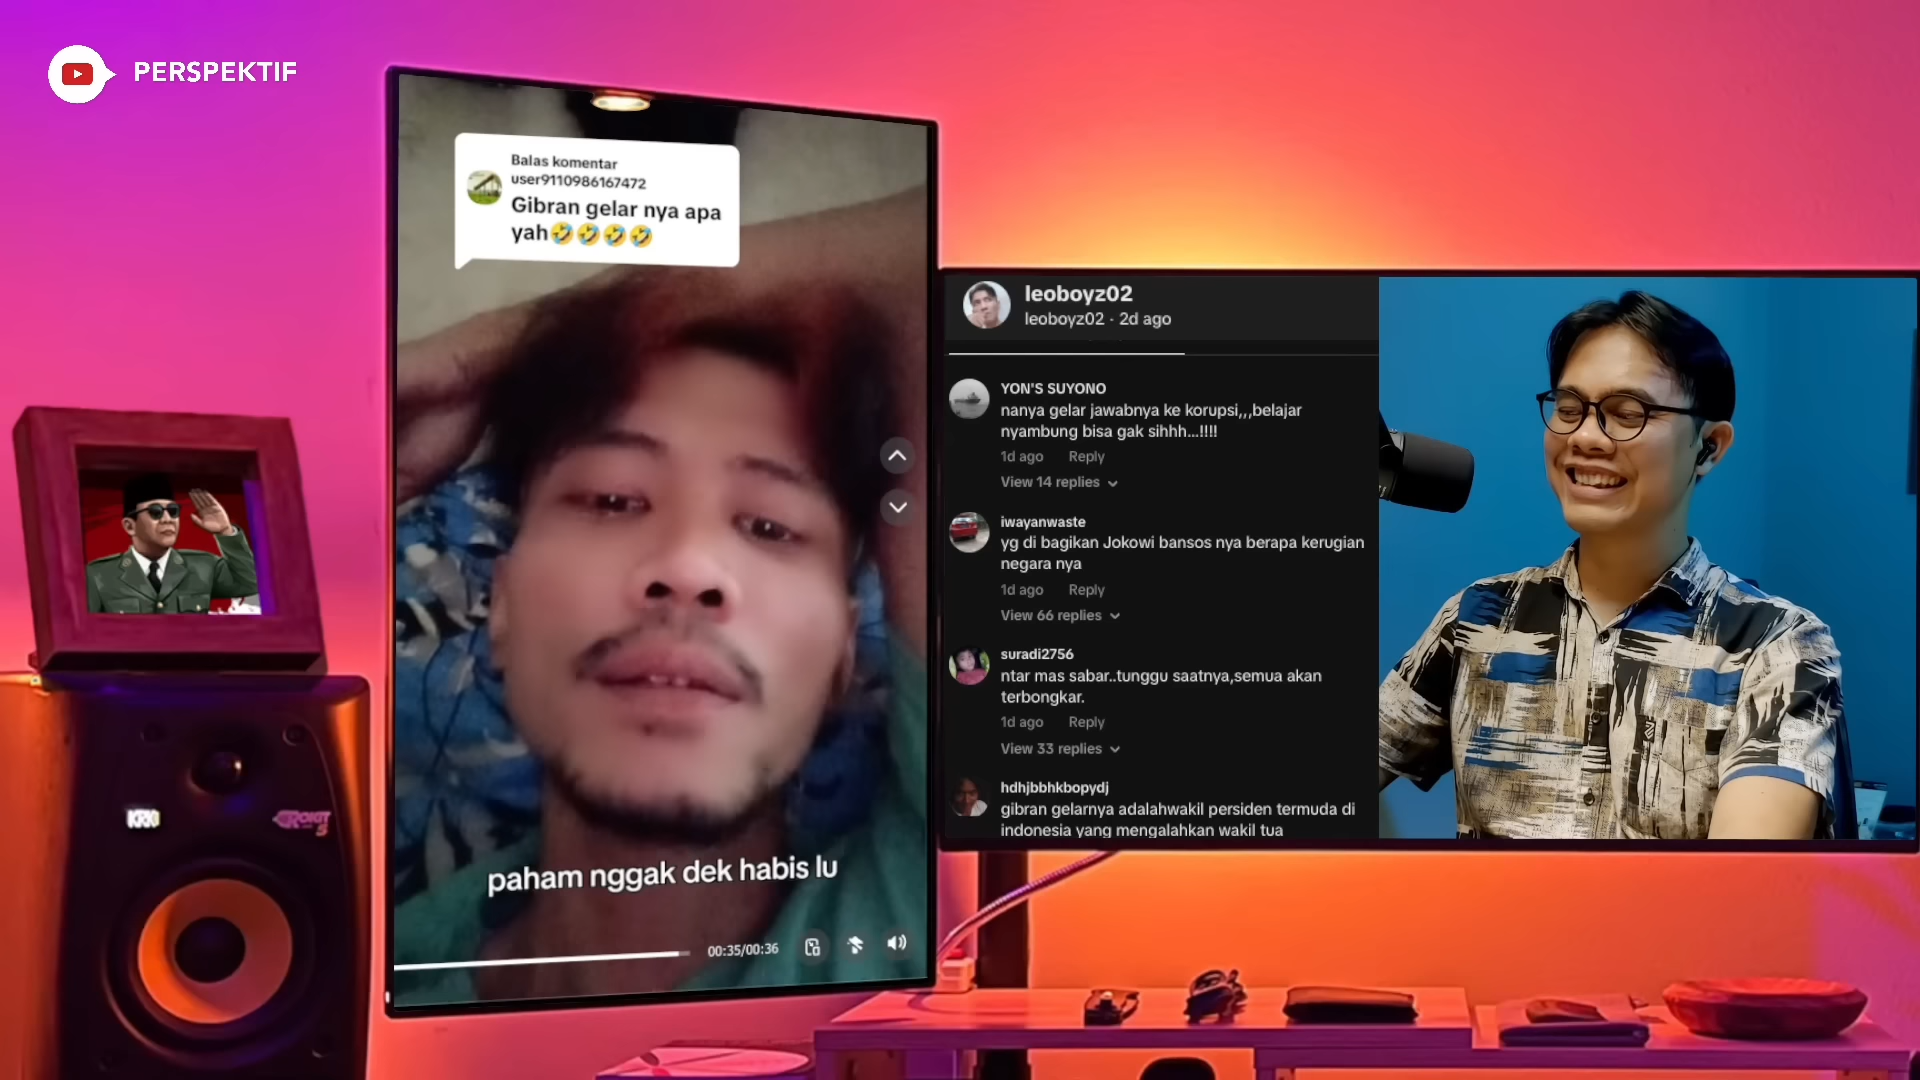 PERSPEKTIF
Balas komentar
user9110986167472
Gibran gelar nya apa
yah🤣🤣🤣🤣
paham nggak dek habis lu
00:35/00:36
leoboyz02
leoboyz02 · 2d ago
YON'S SUYONO
nanya gelar jawabnya ke korupsi,,,belajar
nyambung bisa gak sihhh...!!!!
1d ago Reply
View 14 replies
iwayanwaste
yg di bagikan Jokowi bansos nya berapa kerugian
negara nya
1d ago Reply
View 66 replies
suradi2756
ntar mas sabar..tunggu saatnya,semua akan
terbongkar.
1d ago Reply
View 33 replies
hdhjbbhkbopydj
gibran gelarnya adalahwakil persiden termuda di
indonesia yang mengalahkan wakil tua
KRK
ROKIT
5